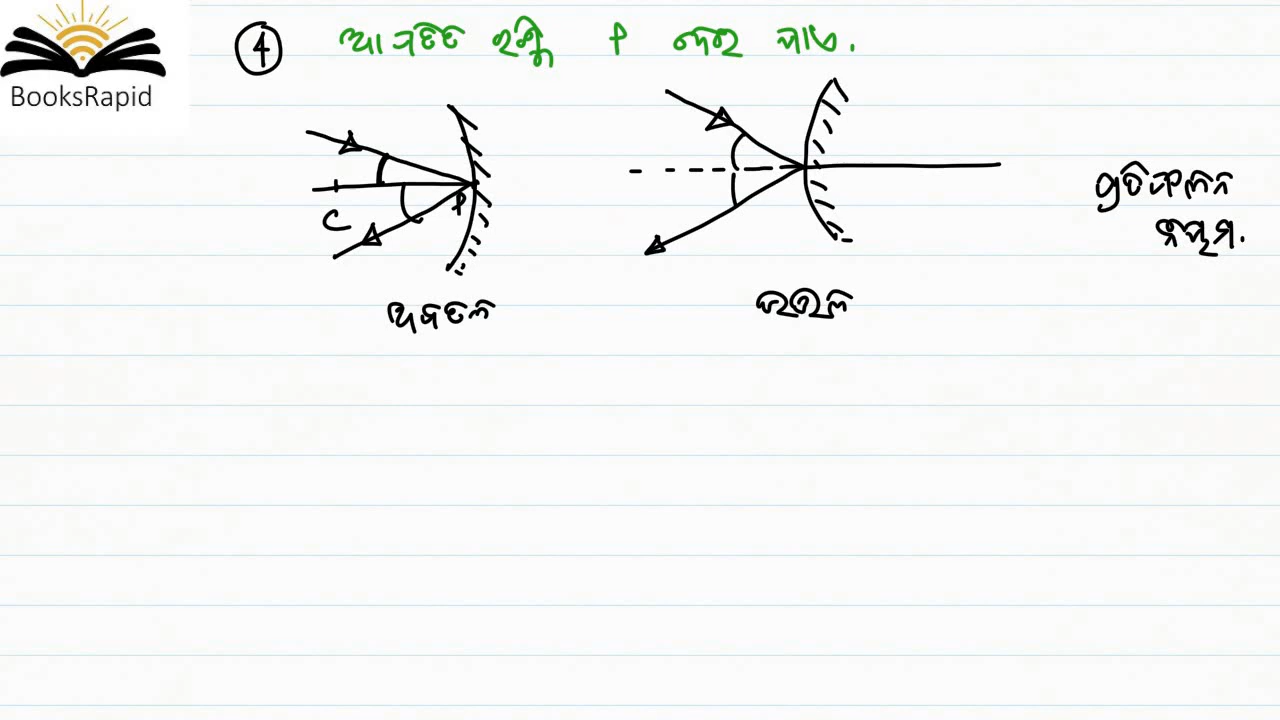 BooksRapid
④ ଆପତିତ ରଶ୍ମି P ଦେଇ ଯାଏ.
C
P
ପ୍ରତିଫଳନ
ନିୟମ.
ଅବତଳ
ଉତ୍ତଳ